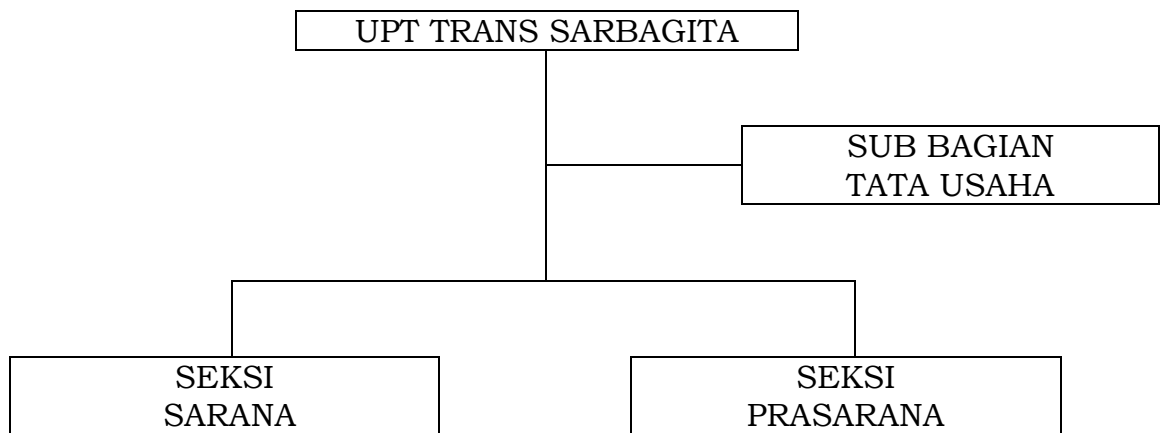 UPT TRANS SARBAGITA
SUB BAGIAN
TATA USAHA
SEKSI
SARANA
SEKSI
PRASARANA